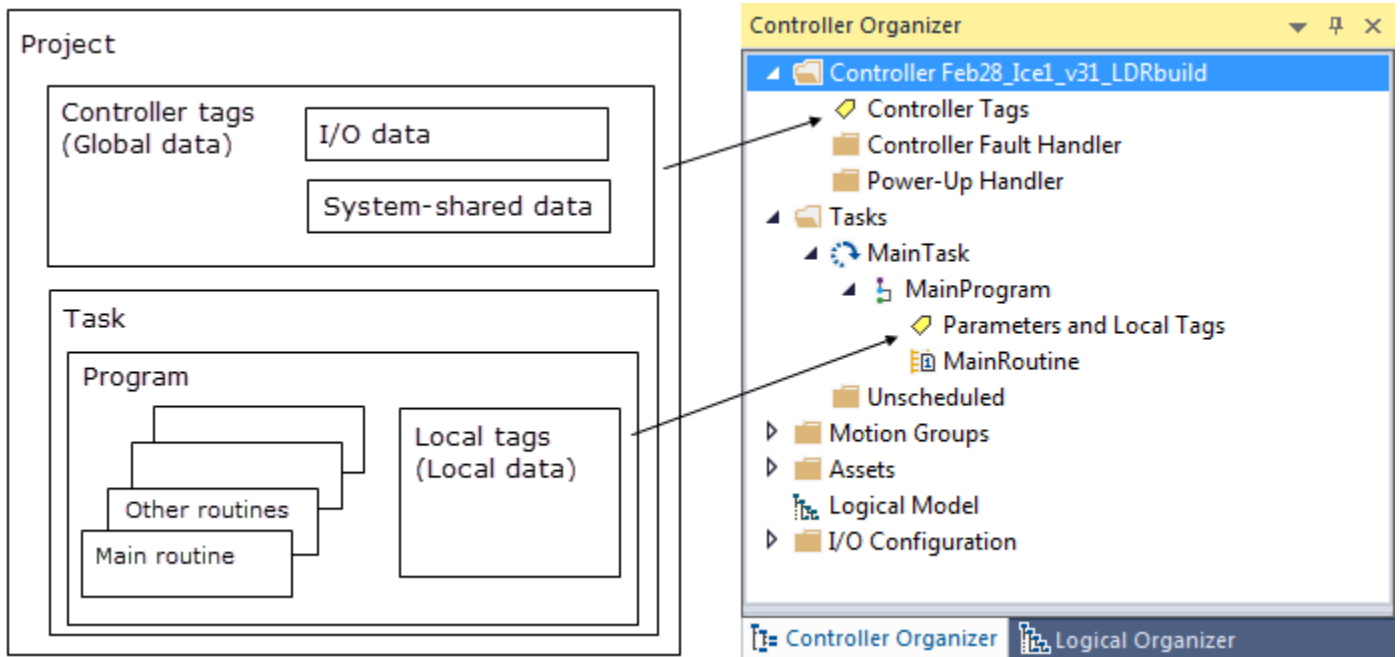 Project
Controller tags
(Global data)
I/O data
System-shared data
Task
Program
Local tags
(Local data)
Other routines
Main routine
Controller Organizer
Controller Feb28_Ice1_v31_LDRbuild
Controller Tags
Controller Fault Handler
Power-Up Handler
Tasks
MainTask
MainProgram
Parameters and Local Tags
MainRoutine
Unscheduled
Motion Groups
Assets
Logical Model
I/O Configuration
Controller Organizer
Logical Organizer